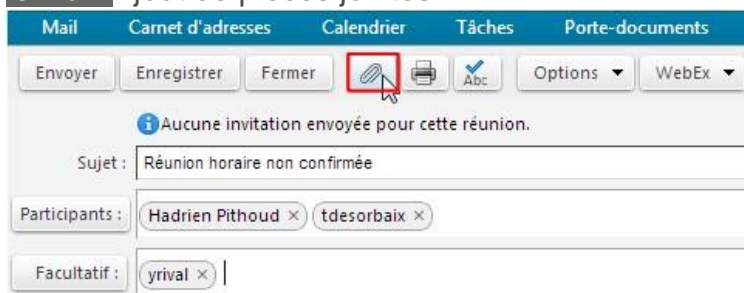 Mail Carnet d'adresses Calendrier Tâches Porte-documents
Envoyer Enregistrer Fermer Abc Options WebEx
Aucune invitation envoyée pour cette réunion.
Sujet : Réunion horaire non confirmée
Participants : Hadrien Pithoud × tdesorbaix ×
Facultatif : yrival ×